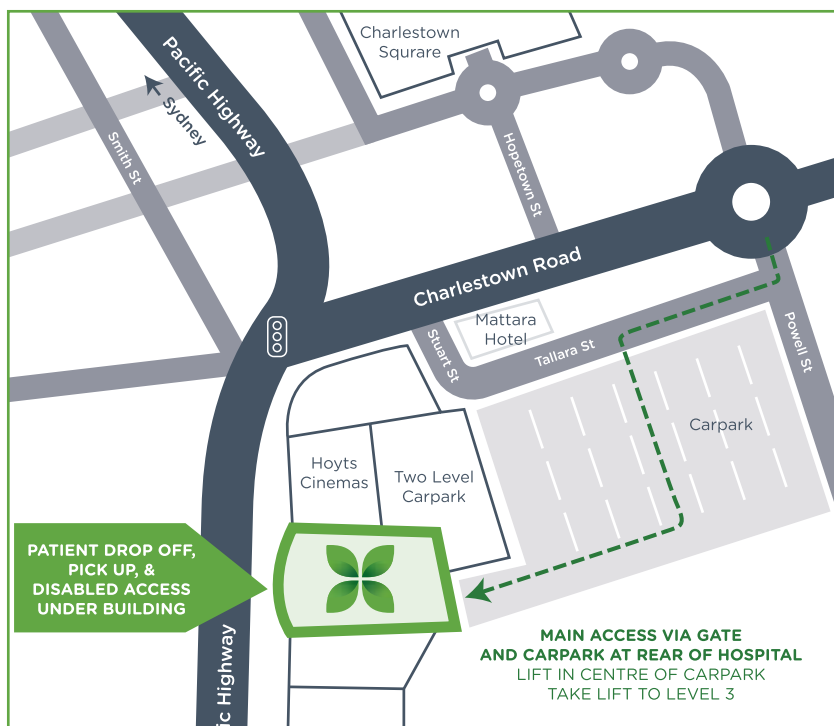 Charlestown
Squrare
Pacific Highway
Sydney
Smith St
Hopetown St
Charlestown Road
Mattara
Hotel
Stuart St
Tallara St
Powell St
Carpark
Hoyts
Cinemas
Two Level
Carpark
PATIENT DROP OFF,
PICK UP, &
DISABLED ACCESS
UNDER BUILDING
ic Highway
MAIN ACCESS VIA GATE
AND CARPARK AT REAR OF HOSPITAL
LIFT IN CENTRE OF CARPARK
TAKE LIFT TO LEVEL 3